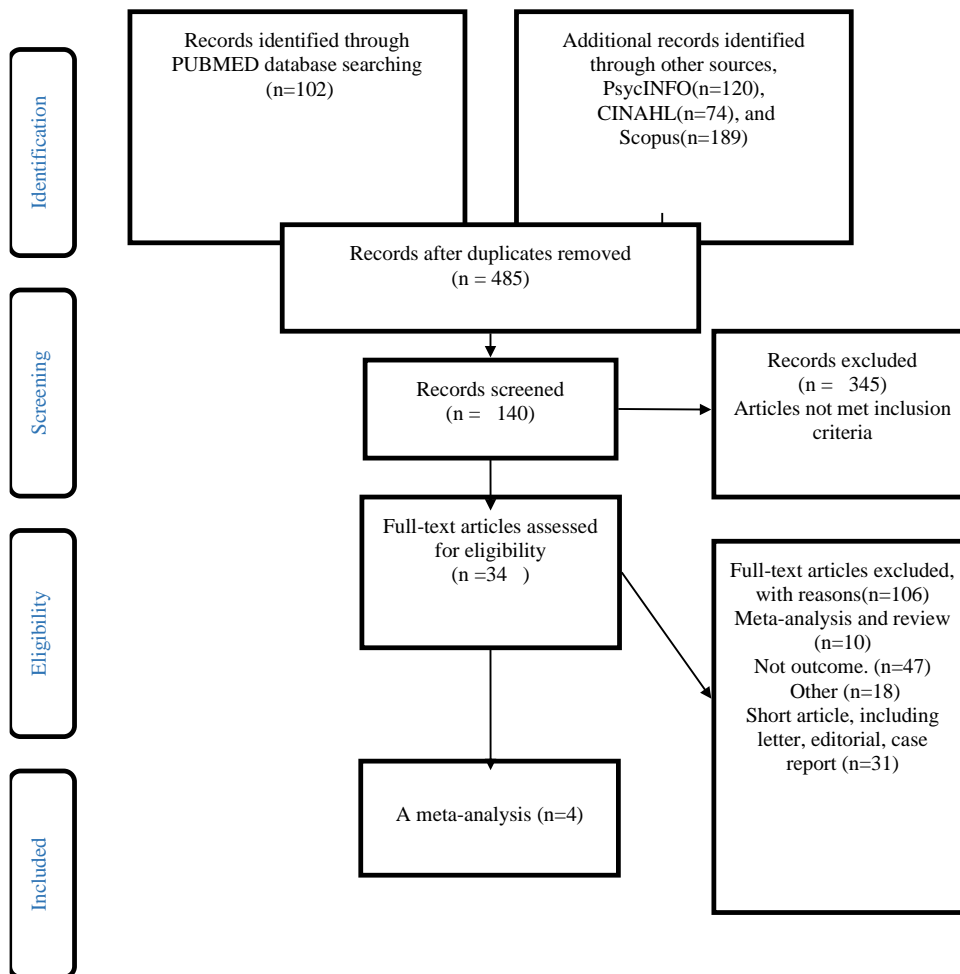 Identification
Records identified through
PUBMED database searching
(n=102)
Additional records identified
through other sources,
PsycINFO(n=120),
CINAHL(n=74), and
Scopus(n=189)
Records after duplicates removed
(n = 485)
Screening
Records screened
(n = 140)
Records excluded
(n = 345)
Articles not met inclusion
criteria
Eligibility
Full-text articles assessed
for eligibility
(n =34 )
Full-text articles excluded,
with reasons(n=106)
Meta-analysis and review
(n=10)
Not outcome. (n=47)
Other (n=18)
Short article, including
letter, editorial, case
report (n=31)
Included
A meta-analysis (n=4)